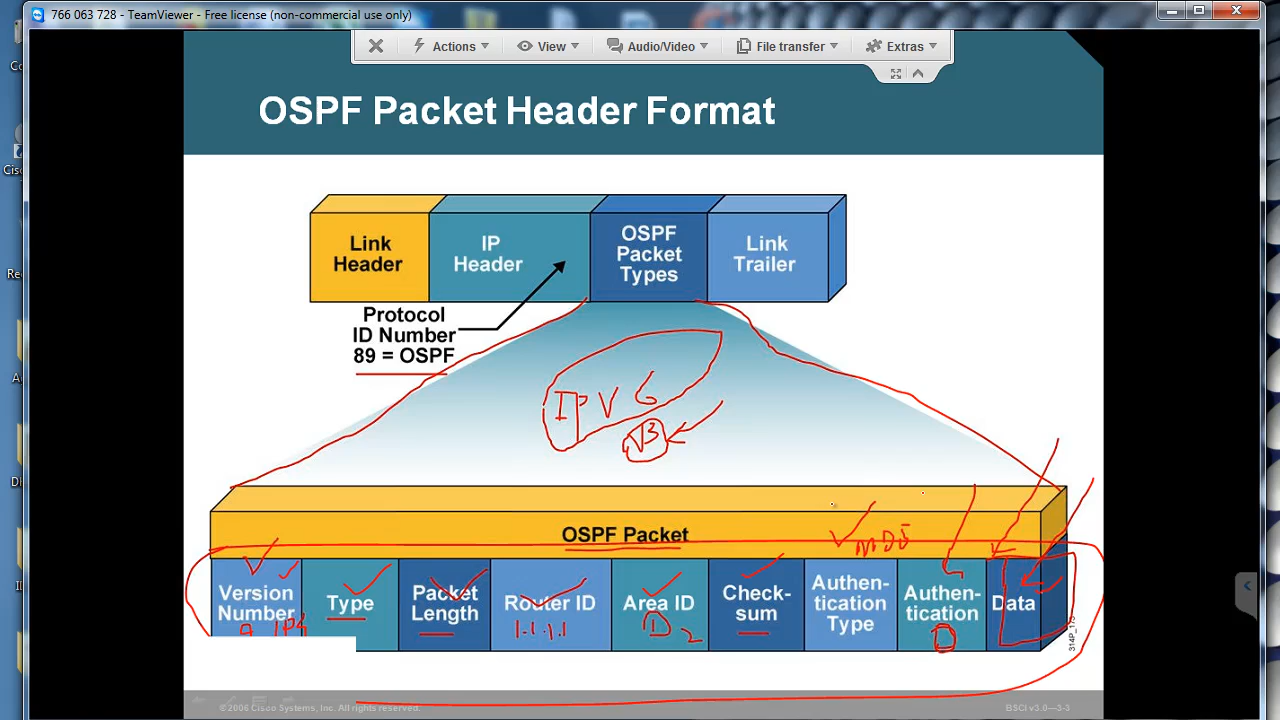 766 063 728 - TeamViewer - Free license (non-commercial use only)
Actions View Audio/Video File transfer Extras
OSPF Packet Header Format
Link
Header
IP
Header
OSPF
Packet
Types
Link
Trailer
Protocol
ID Number
89 = OSPF
IPV6
V3
OSPF Packet
MD5
Version
Number
Type
Packet
Length
Router ID
1.1.1.1
Area ID
Check-
sum
Authen-
tication
Type
Authen-
tication
Data
© 2006 Cisco Systems, Inc. All rights reserved.
BSCI v3.0—3-3